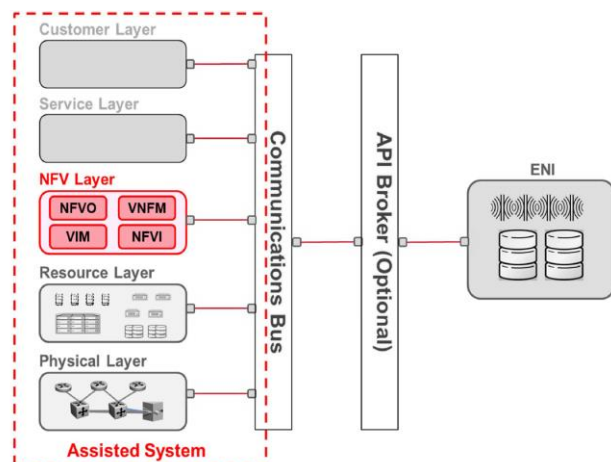 Customer Layer
Service Layer
NFV Layer
NFVO
VNFM
VIM
NFVI
Resource Layer
Physical Layer
Assisted System
Communications Bus
API Broker (Optional)
ENI